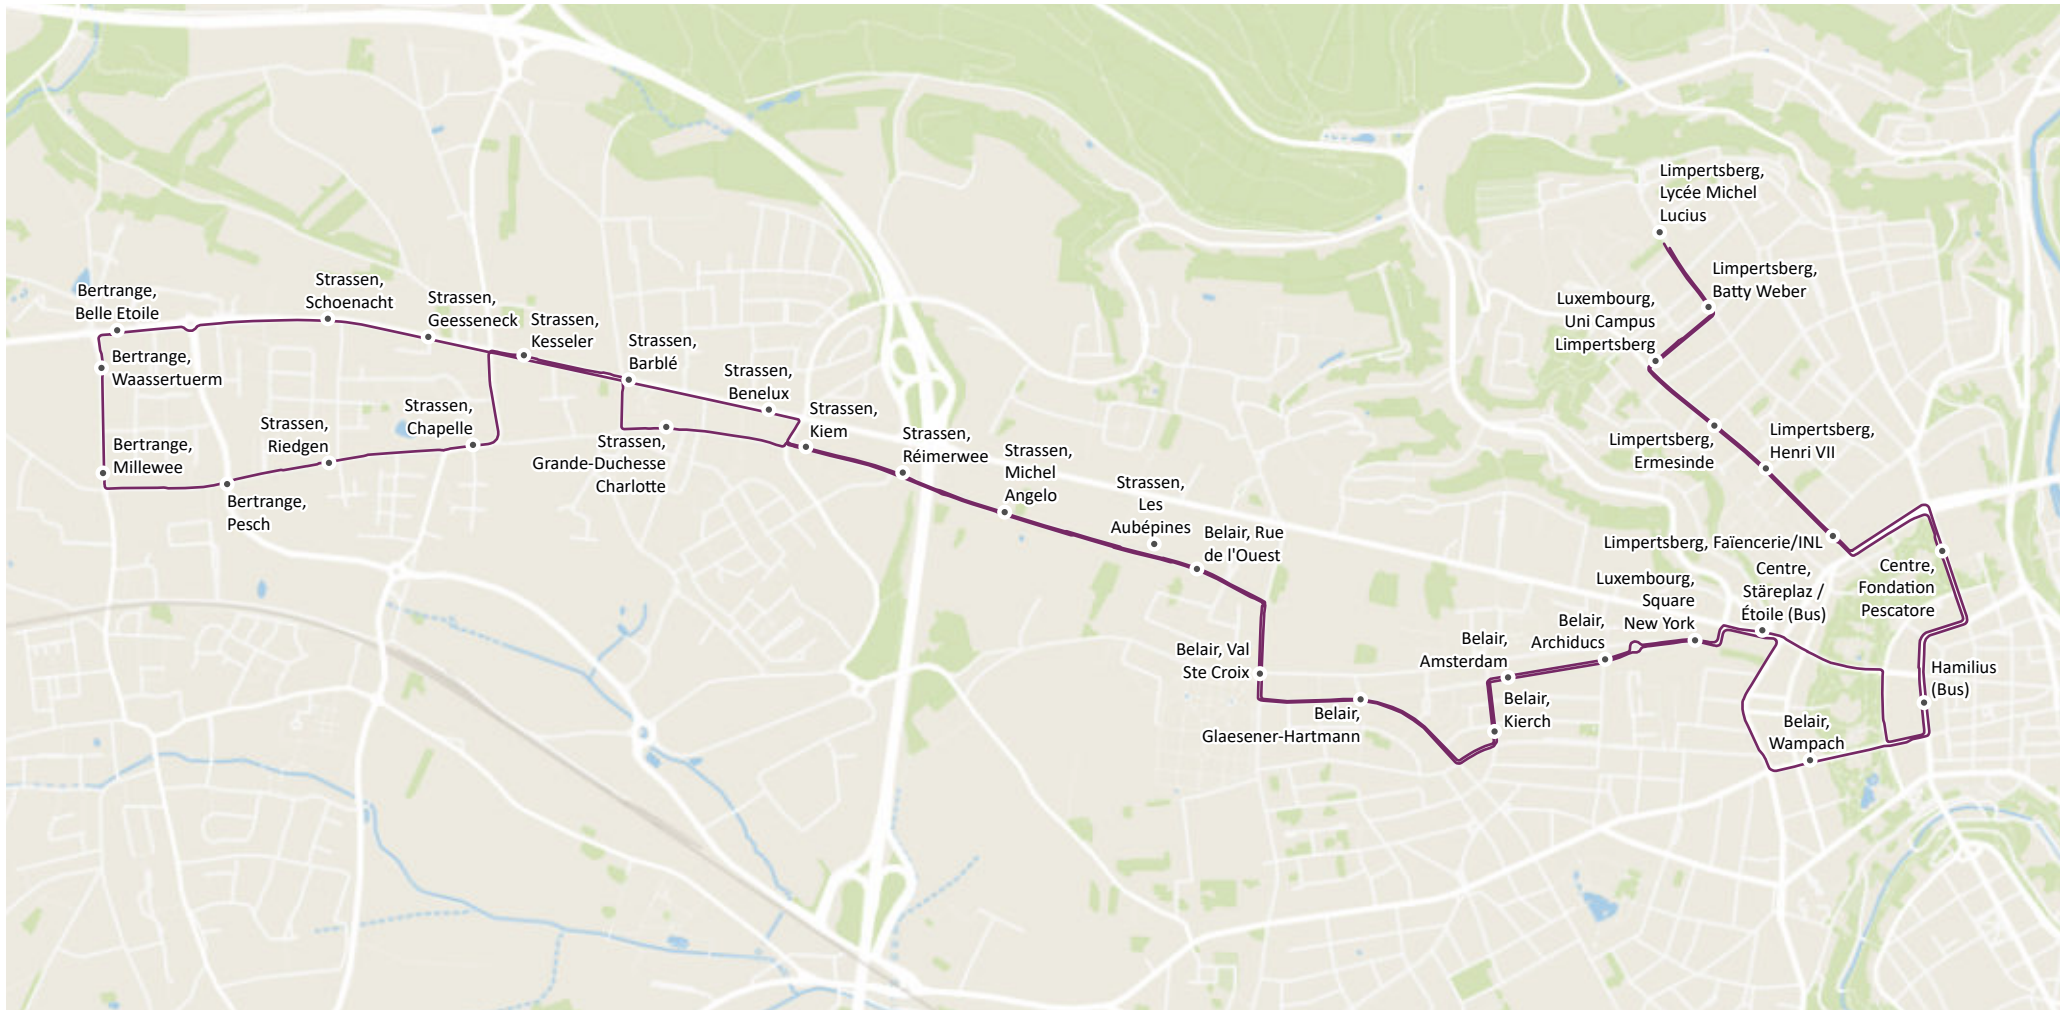 Limpertsberg,
Lycée Michel
Lucius
Limpertsberg,
Batty Weber
Luxembourg,
Uni Campus
Limpertsberg
Limpertsberg,
Ermesinde
Limpertsberg,
Henri VII
Limpertsberg, Faïencerie/INL
Centre,
Fondation
Pescatore
Hamilius
(Bus)
Centre,
Stäreplaz /
Étoile (Bus)
Belair,
Wampach
Luxembourg,
Square
New York
Belair,
Archiducs
Belair,
Amsterdam
Belair,
Kierch
Belair,
Glaesener-Hartmann
Belair, Val
Ste Croix
Belair, Rue
de l'Ouest
Strassen,
Les
Aubépines
Strassen,
Michel
Angelo
Strassen,
Réimerwee
Strassen,
Kiem
Strassen,
Benelux
Strassen,
Grande-Duchesse
Charlotte
Strassen,
Barblé
Strassen,
Kesseler
Strassen,
Geesseneck
Strassen,
Schoenacht
Bertrange,
Belle Etoile
Bertrange,
Waassertuerm
Bertrange,
Millewee
Bertrange,
Pesch
Strassen,
Riedgen
Strassen,
Chapelle